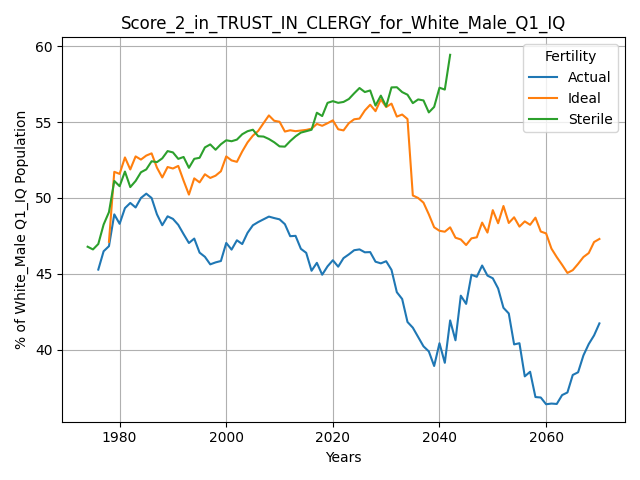 Score_2_in_TRUST_IN_CLERGY_for_White_Male_Q1_IQ
% of White_Male Q1_IQ Population
60
55
50
45
40
Fertility
Actual
Ideal
Sterile
1980
2000
2020
2040
2060
Years